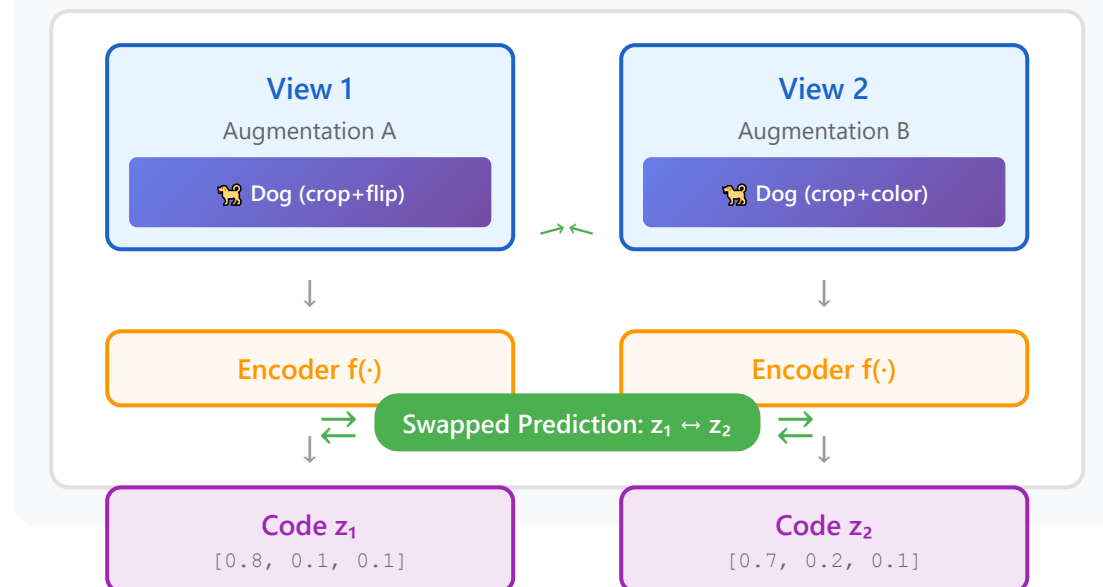 View 1
Augmentation A
🐕 Dog (crop+flip)
View 2
Augmentation B
🐕 Dog (crop+color)
→←
↓
↓
Encoder f(·)
Encoder f(·)
⇄ Swapped Prediction: z₁ ↔ z₂ ⇄
↓
↓
Code z₁
[0.8, 0.1, 0.1]
Code z₂
[0.7, 0.2, 0.1]